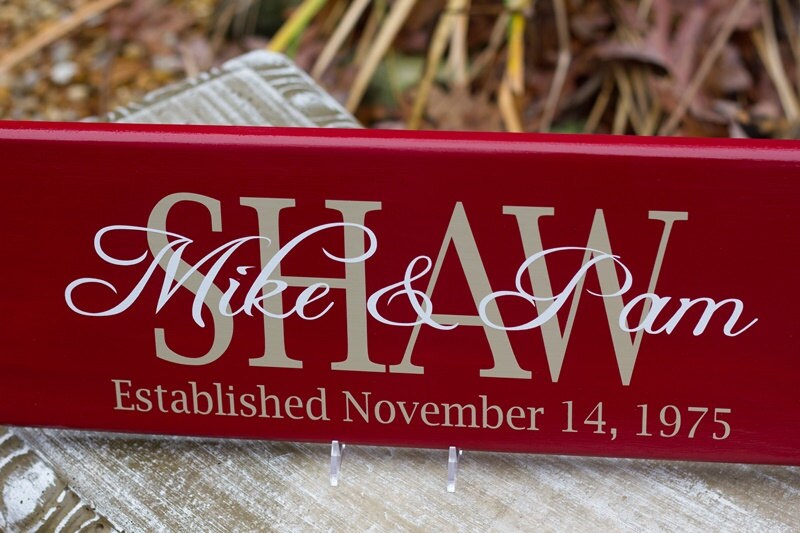 SHAW
Mike & Pam
Established November 14, 1975